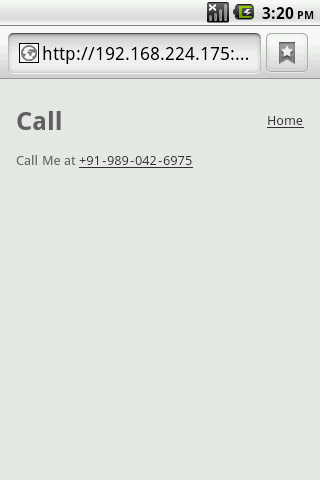 3:20 PM
http://192.168.224.175:...
Call
Home
Call Me at +91-989-042-6975